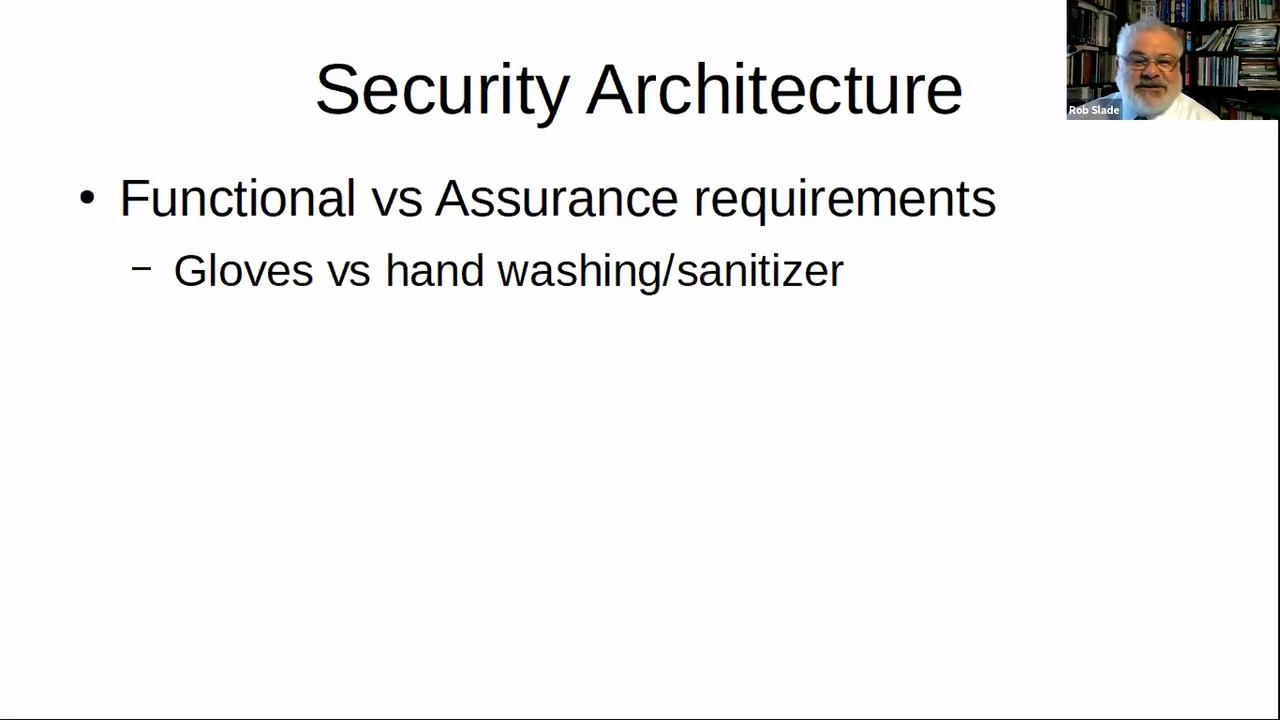 Security Architecture
Rob Slade
• Functional vs Assurance requirements
– Gloves vs hand washing/sanitizer